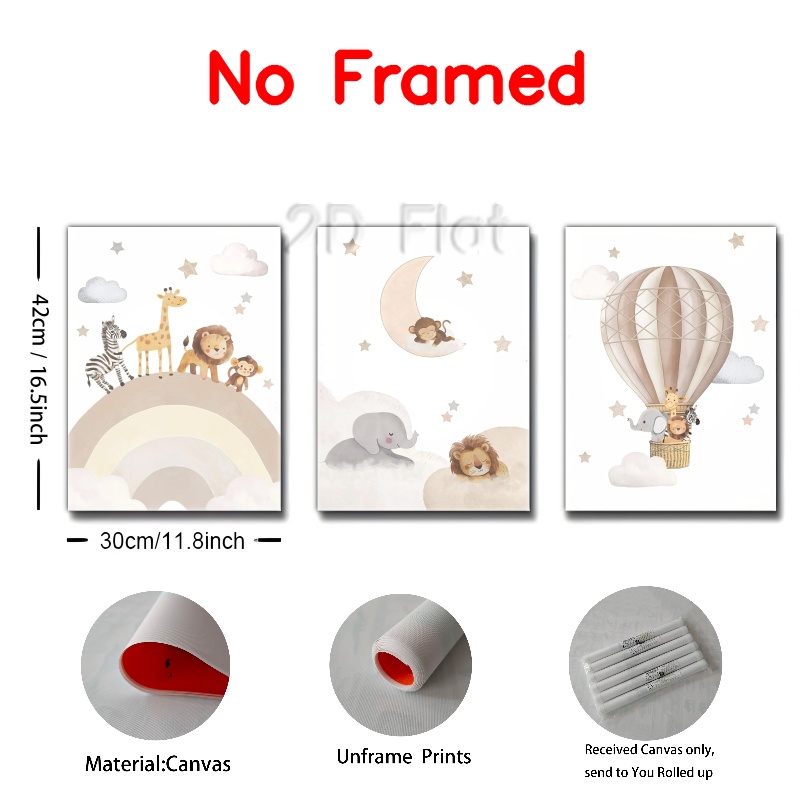 No Framed
2D Flat
42cm / 16.5inch
30cm/11.8inch
Material:Canvas
Unframe Prints
Received Canvas only,
send to You Rolled up